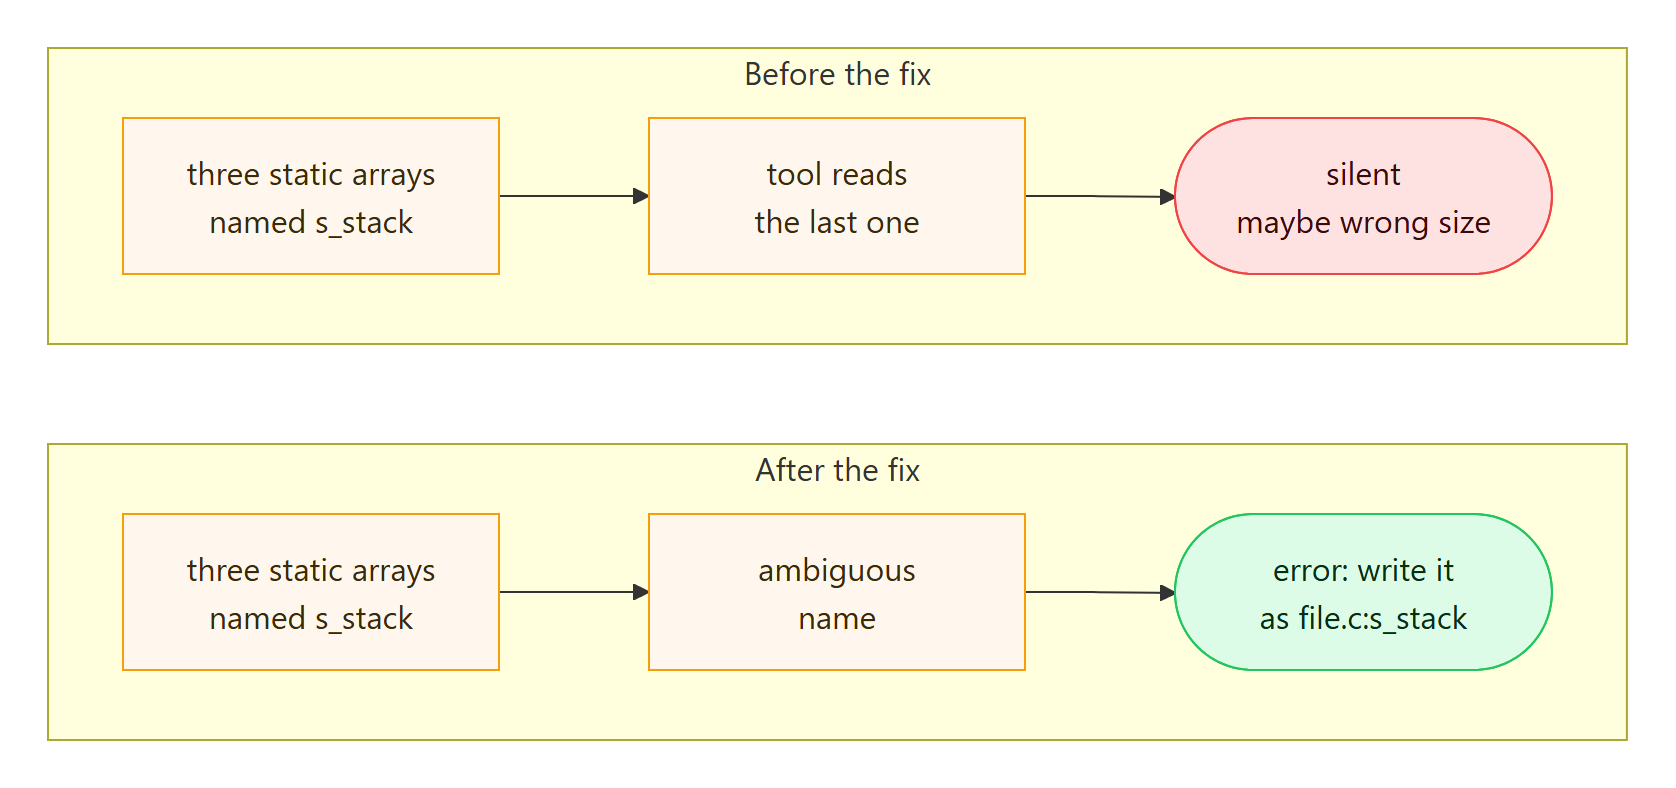 Before the fix
three static arrays
named s_stack
tool reads
the last one
silent
maybe wrong size
After the fix
three static arrays
named s_stack
ambiguous
name
error: write it
as file.c:s_stack